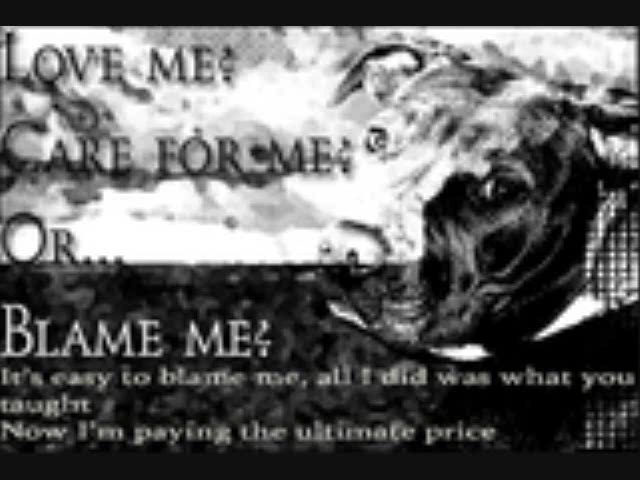 Love me?
Care for me?
Or...
Blame me?
It's easy to blame me, all I did was what you
taught
Now I'm paying the ultimate price